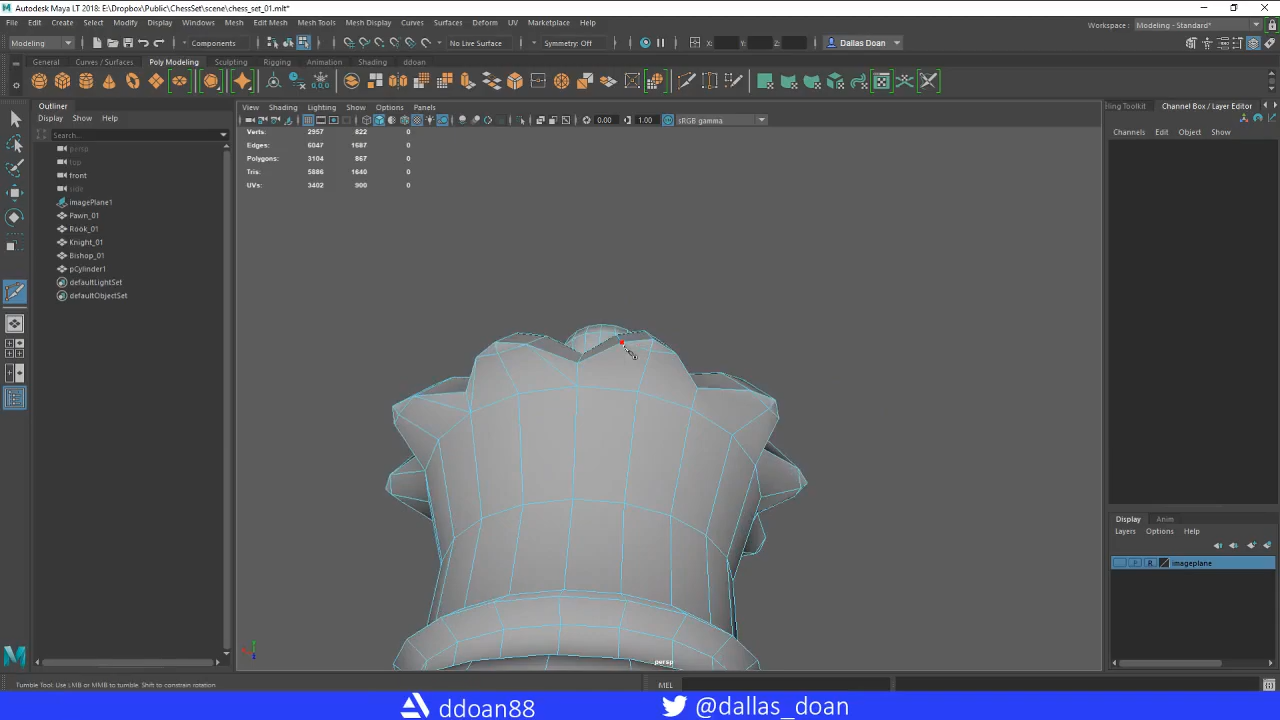 Autodesk Maya LT 2018: E:\Dropbox\Public\ChessSet\scene\chess_set_01.mlt*
File Edit Create Select Modify Display Windows Mesh Edit Mesh Mesh Tools Mesh Display Curves Surfaces Deform UV Marketplace Help
Workspace : Modeling - Standard*
Modeling Components No Live Surface Symmetry: Off X: Y: Z: Dallas Doan
General Curves / Surfaces Poly Modeling Sculpting Rigging Animation Shading ddoan
Outliner
Display Show Help
Search...
persp
top
front
side
imagePlane1
Pawn_01
Rook_01
Knight_01
Bishop_01
pCylinder1
defaultLightSet
defaultObjectSet
View Shading Lighting Show Options Panels
0.00 1.00 sRGB gamma
Verts: 2957 822 0
Edges: 6047 1687 0
Polygons: 3104 867 0
Tris: 5886 1640 0
UVs: 3402 900 0
persp
ling Toolkit Channel Box / Layer Editor
Channels Edit Object Show
Display Anim
Layers Options Help
R imageplane
Tumble Tool: Use LMB or MMB to tumble. Shift to constrain rotation.
MEL
ddoan88 @dallas_doan